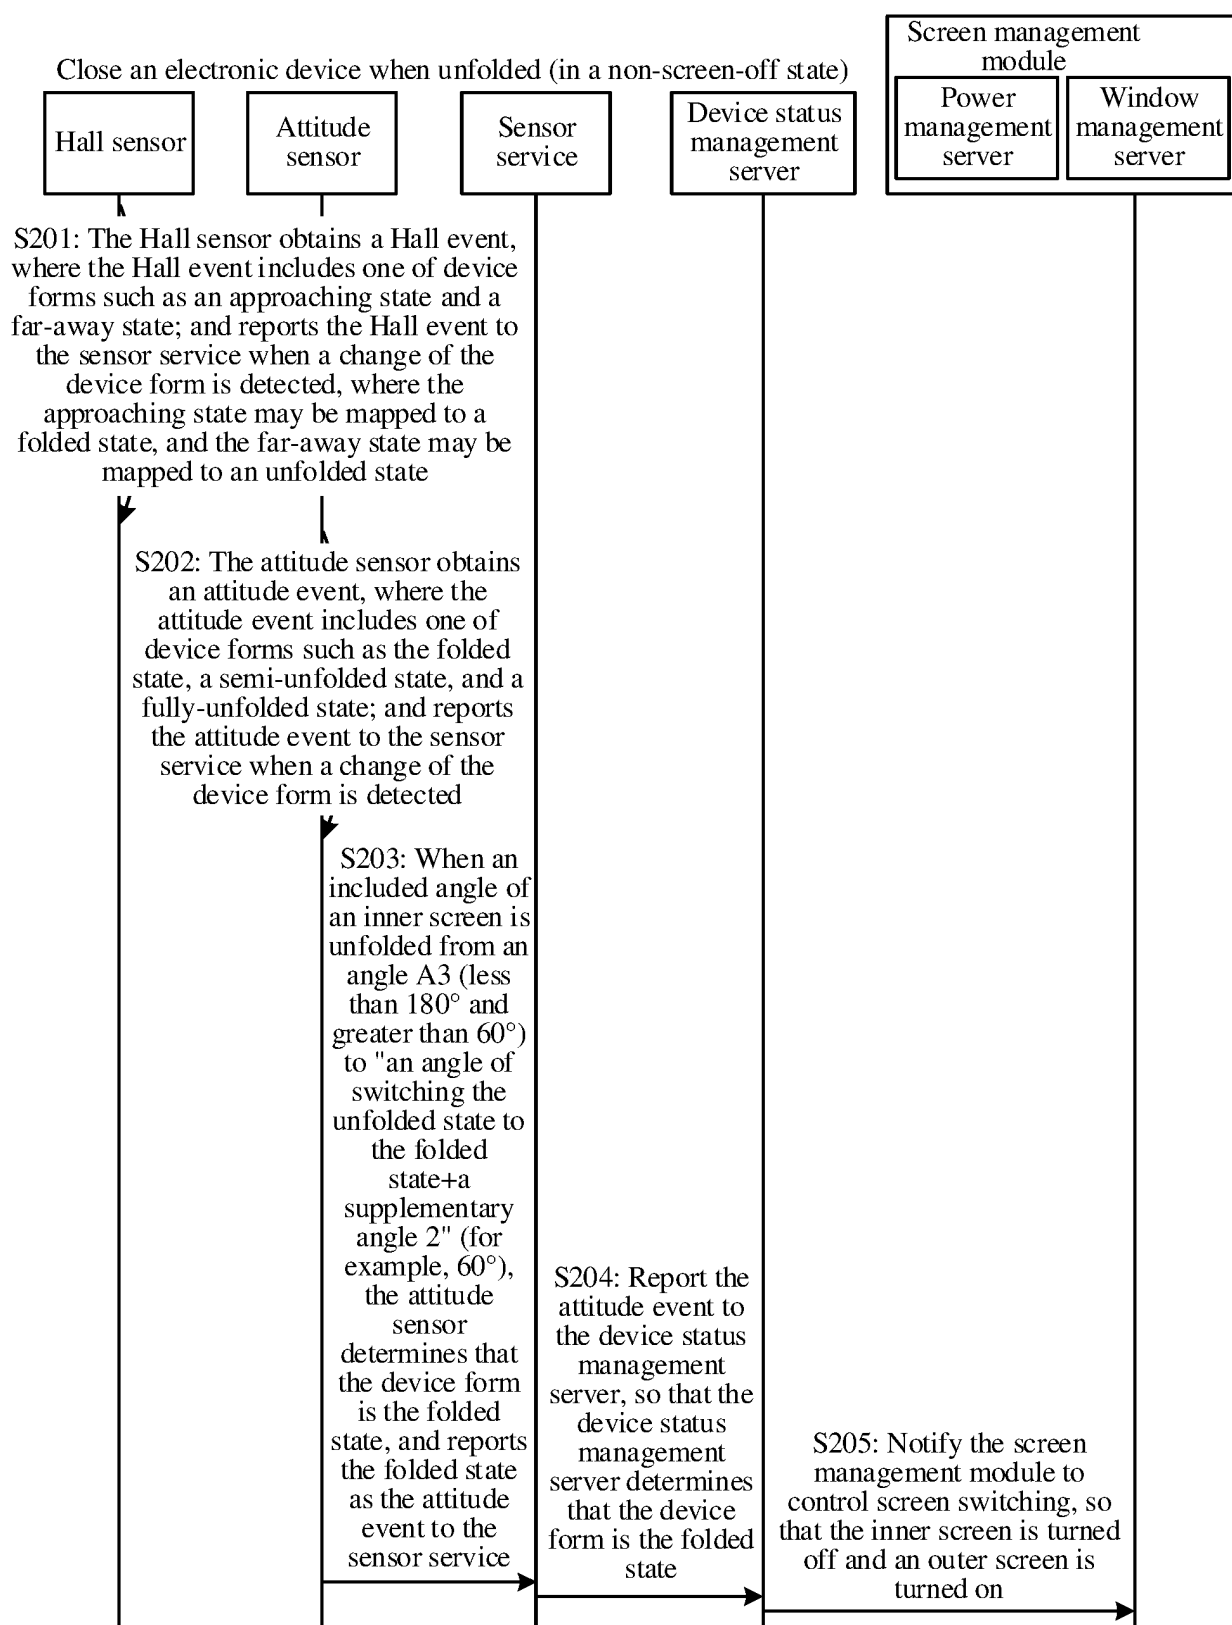 Screen management
module
Close an electronic device when unfolded (in a non-screen-off state)
Hall sensor
Attitude
sensor
Sensor
service
Device status
management
server
Power
management
server
Window
management
server
S201: The Hall sensor obtains a Hall event,
where the Hall event includes one of device
forms such as an approaching state and a
far-away state; and reports the Hall event to
the sensor service when a change of the
device form is detected, where the
approaching state may be mapped to a
folded state, and the far-away state may be
mapped to an unfolded state
S202: The attitude sensor obtains
an attitude event, where the
attitude event includes one of
device forms such as the folded
state, a semi-unfolded state, and a
fully-unfolded state; and reports
the attitude event to the sensor
service when a change of the
device form is detected
S203: When an
included angle of
an inner screen is
unfolded from an
angle A3 (less
than 180° and
greater than 60°)
to "an angle of
switching the
unfolded state to
the folded
state+a
supplementary
angle 2" (for
example, 60°),
the attitude
sensor
determines that
the device form
is the folded
state, and reports
the folded state
as the attitude
event to the
sensor service
S204: Report the
attitude event to
the device status
management
server, so that the
device status
management
server determines
that the device
form is the folded
state
S205: Notify the screen
management module to
control screen switching, so
that the inner screen is turned
off and an outer screen is
turned on